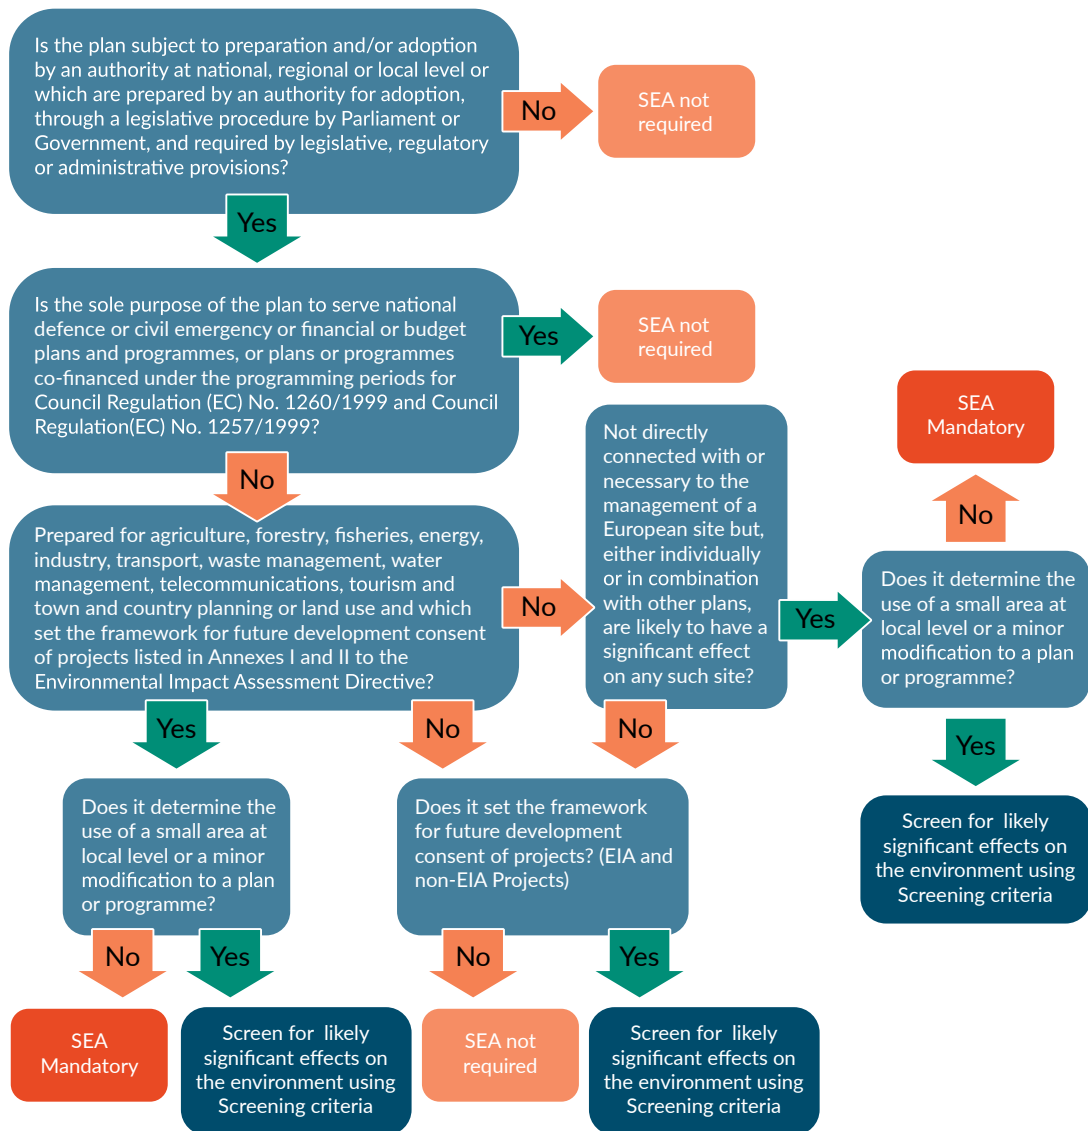 Is the plan subject to preparation and/or adoption
by an authority at national, regional or local level or
which are prepared by an authority for adoption,
through a legislative procedure by Parliament or
Government, and required by legislative, regulatory
or administrative provisions?
No
SEA not
required
Yes
Is the sole purpose of the plan to serve national
defence or civil emergency or financial or budget
plans and programmes, or plans or programmes
co-financed under the programming periods for
Council Regulation (EC) No. 1260/1999 and Council
Regulation(EC) No. 1257/1999?
Yes
SEA not
required
No
Prepared for agriculture, forestry, fisheries, energy,
industry, transport, waste management, water
management, telecommunications, tourism and
town and country planning or land use and which
set the framework for future development consent
of projects listed in Annexes I and II to the
Environmental Impact Assessment Directive?
No
Not directly
connected with or
necessary to the
management of a
European site but,
either individually
or in combination
with other plans,
are likely to have a
significant effect
on any such site?
Yes
Does it determine the
use of a small area at
local level or a minor
modification to a plan
or programme?
No
SEA
Mandatory
Yes
Screen for likely
significant effects on
the environment using
Screening criteria
Yes
No
No
Does it determine the
use of a small area at
local level or a minor
modification to a plan
or programme?
Does it set the framework
for future development
consent of projects? (EIA and
non-EIA Projects)
No
Yes
No
Yes
SEA
Mandatory
Screen for likely
significant effects on
the environment using
Screening criteria
SEA not
required
Screen for likely
significant effects on
the environment using
Screening criteria